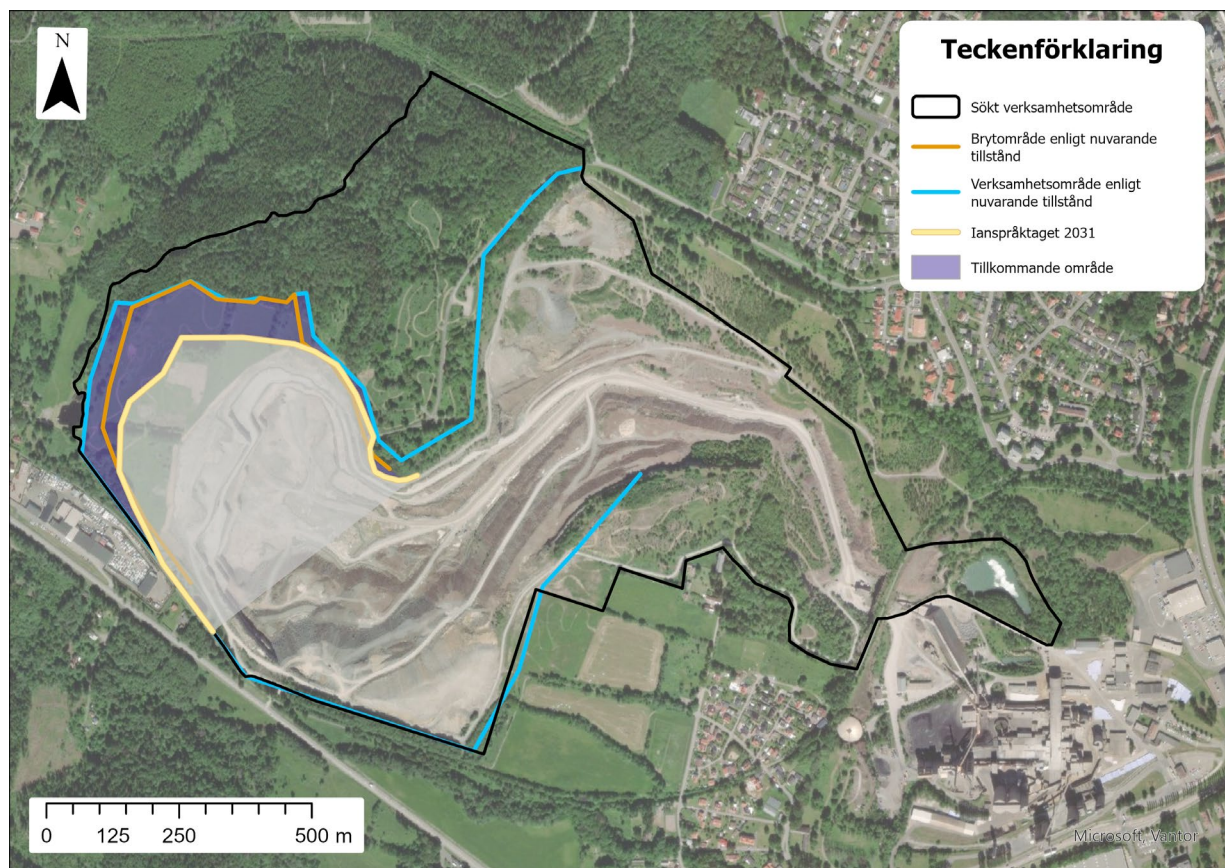 N
Teckenförklaring
Sökt verksamhetsområde
Brytområde enligt nuvarande
tillstånd
Verksamhetsområde enligt
nuvarande tillstånd
Ianspråktaget 2031
Tillkommande område
0 125 250 500 m
Microsoft, Vantor